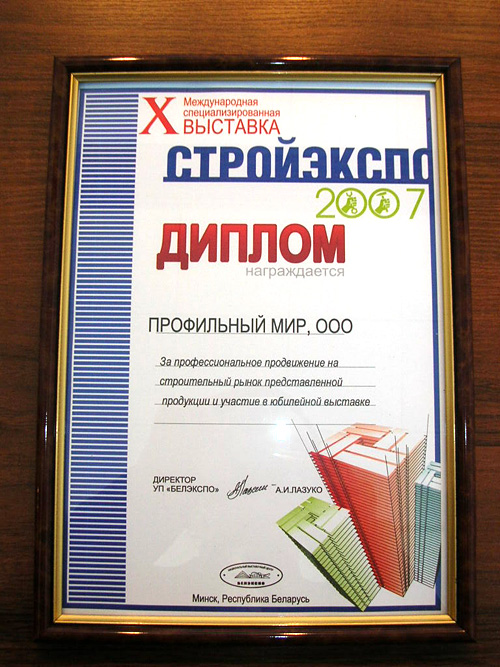 X Международная
специализированная
ВЫСТАВКА
СТРОЙЭКСПО
2007
ДИПЛОМ
награждается
ПРОФИЛЬНЫЙ МИР, ООО
За профессиональное продвижение на
строительный рынок представленной
продукции и участие в юбилейной выставке
ДИРЕКТОР
УП «БЕЛЭКСПО» А.И.ЛАЗУКО
БЕЛЭКСПО
Минск, Республика Беларусь